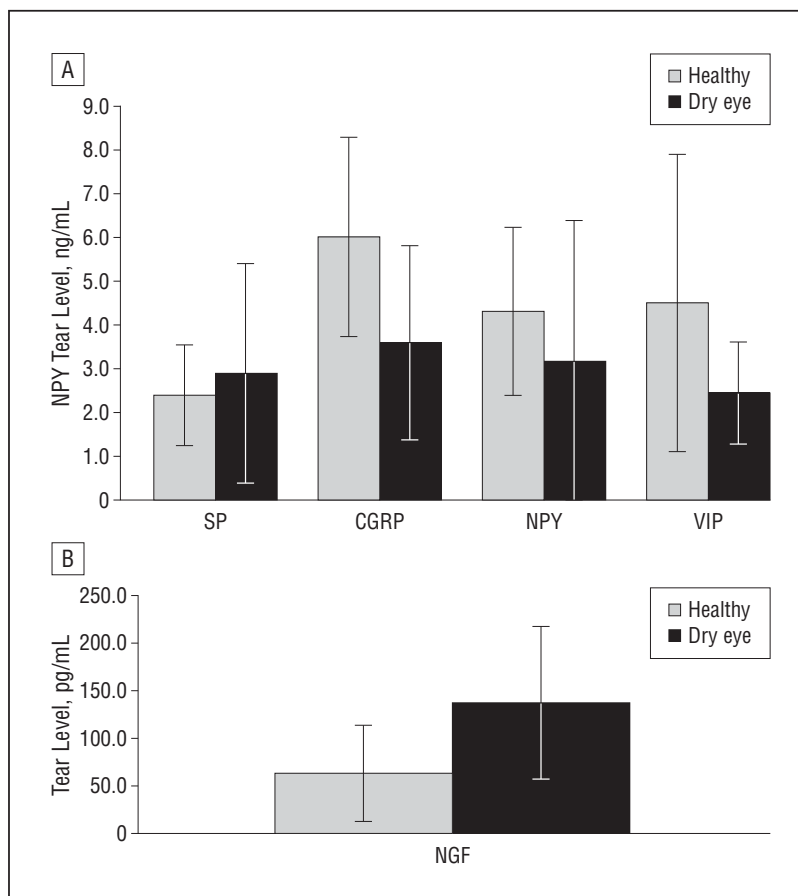 A
Healthy
Dry eye
NPY Tear Level, ng/mL
9.0
8.0
7.0
6.0
5.0
4.0
3.0
2.0
1.0
0
SP CGRP NPY VIP
B
Healthy
Dry eye
Tear Level, pg/mL
250.0
200.0
150.0
100.0
50.0
0
NGF